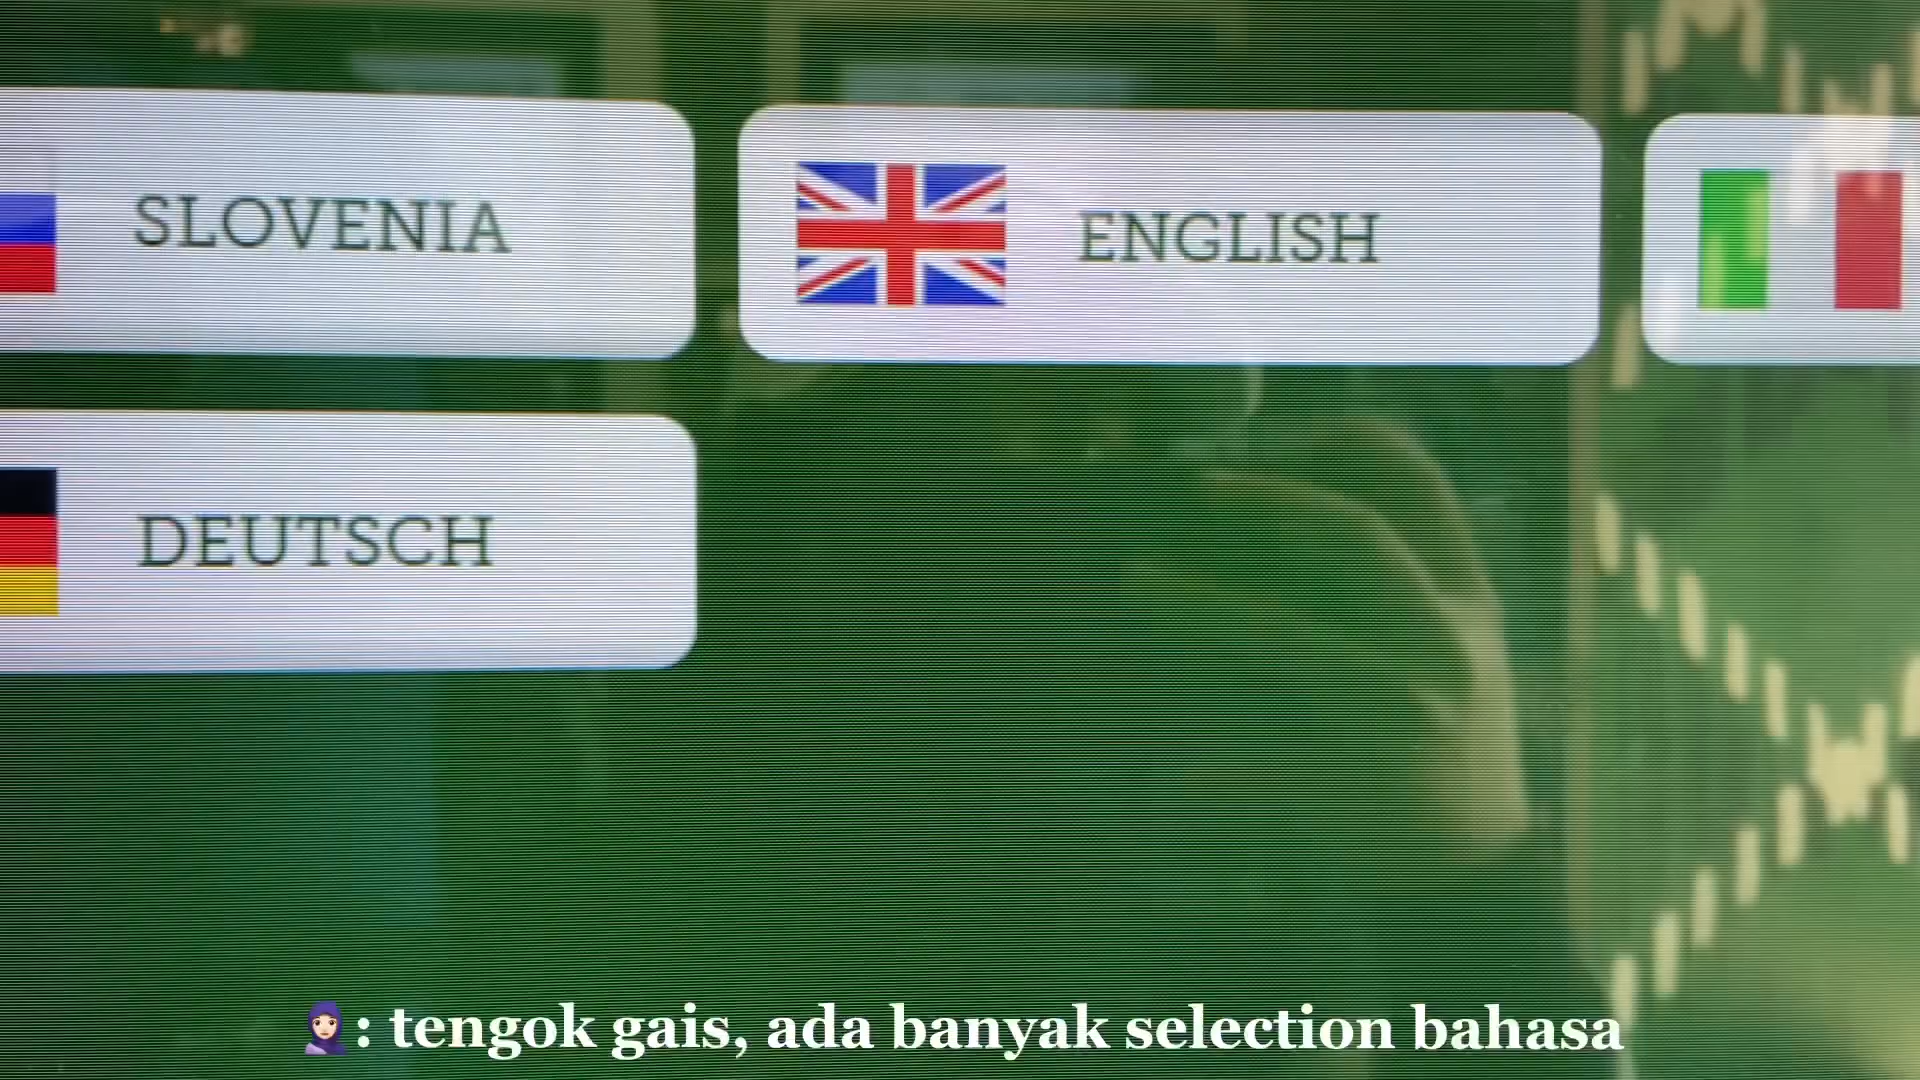 SLOVENIA
ENGLISH
DEUTSCH
🧕🏻: tengok gais, ada banyak selection bahasa